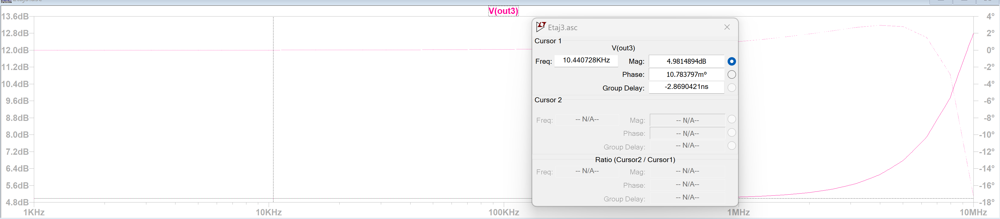 Etaj3.asc
V(out3)
13.6dB
12.8dB
12.0dB
11.2dB
10.4dB
9.6dB
8.8dB
8.0dB
7.2dB
6.4dB
5.6dB
4.8dB
4°
2°
0°
-2°
-4°
-6°
-8°
-10°
-12°
-14°
-16°
-18°
1KHz 10KHz 100KHz 1MHz 10MHz
Etaj3.asc
Cursor 1
V(out3)
Freq: 10.440728KHz Mag: 4.9814894dB
Phase: 10.783797m°
Group Delay: -2.8690421ns
Cursor 2
Freq: -- N/A-- Mag: -- N/A--
Phase: -- N/A--
Group Delay: -- N/A--
Ratio (Cursor2 / Cursor1)
Freq: -- N/A-- Mag: -- N/A--
Phase: -- N/A--
Group Delay: -- N/A--